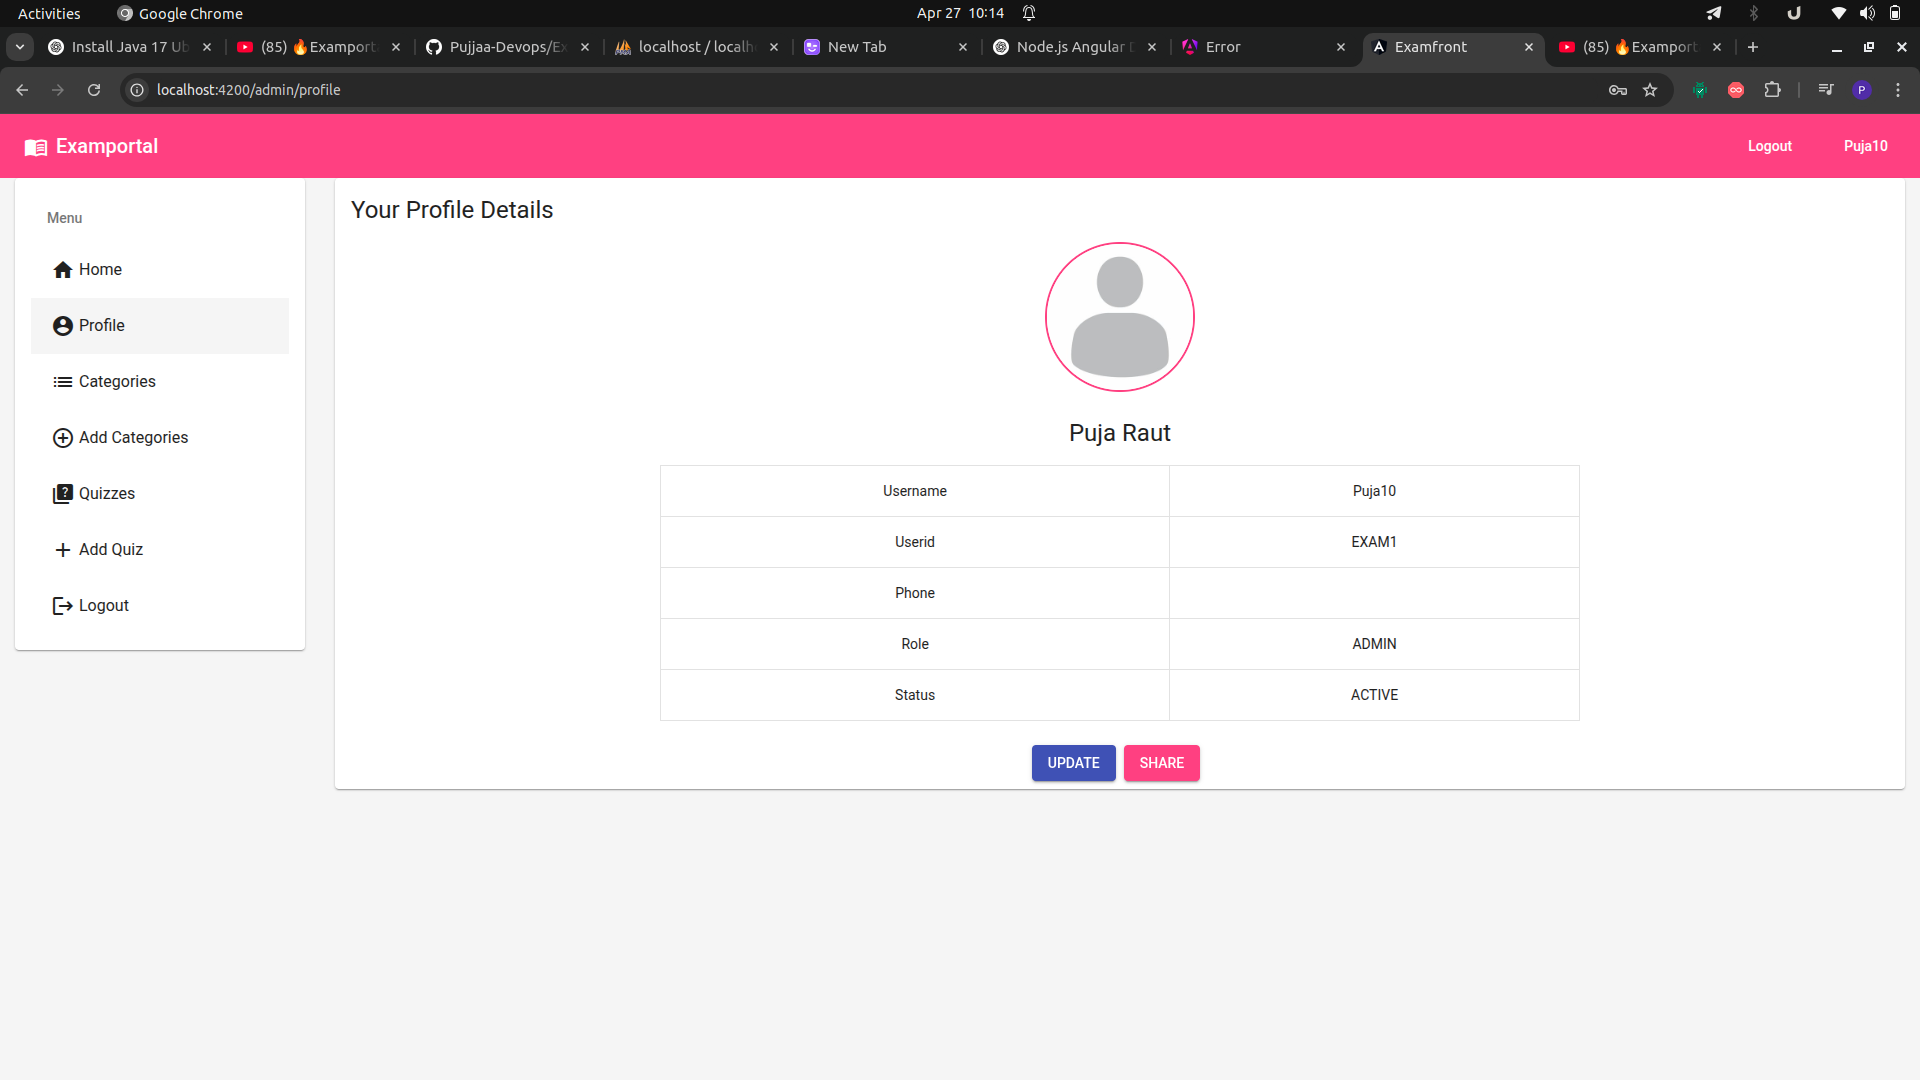 Activities Google Chrome Apr 27 10:14
Install Java 17 Ub (85) 🔥Examport Pujjaa-Devops/Ex localhost / localh New Tab Node.js Angular D Error Examfront (85) 🔥Examport
localhost:4200/admin/profile P
Examportal Logout Puja10
Menu
Home
Profile
Categories
Add Categories
Quizzes
Add Quiz
Logout
Your Profile Details
Puja Raut
Username Puja10
Userid EXAM1
Phone
Role ADMIN
Status ACTIVE
UPDATE SHARE